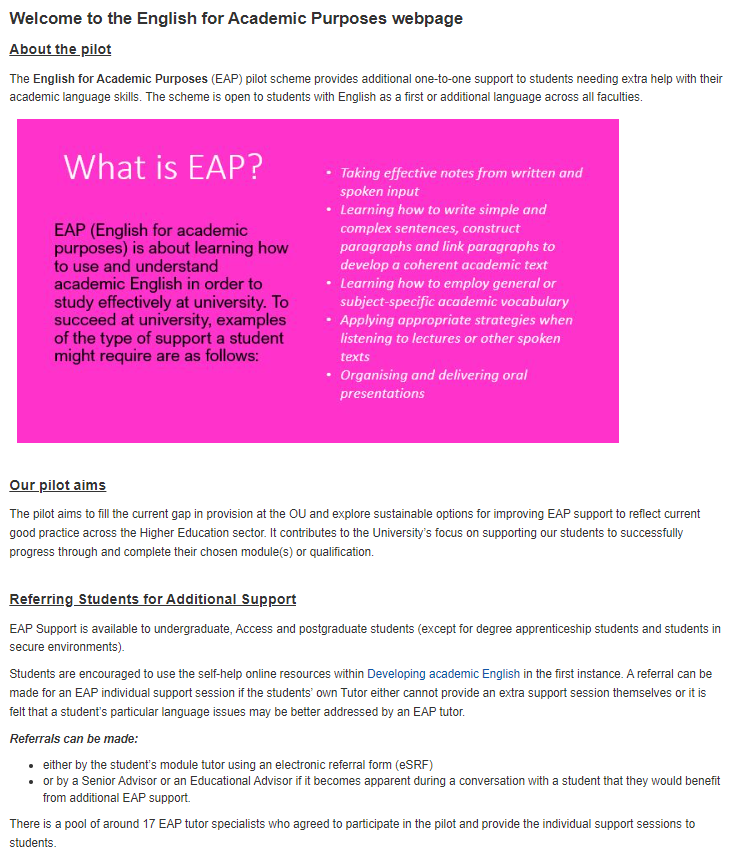 Welcome to the English for Academic Purposes webpage
About the pilot
The English for Academic Purposes (EAP) pilot scheme provides additional one-to-one support to students needing extra help with their
academic language skills. The scheme is open to students with English as a first or additional language across all faculties.
What is EAP?
EAP (English for academic
purposes) is about learning how
to use and understand
academic English in order to
study effectively at university. To
succeed at university, examples
of the type of support a student
might require are as follows:
• Taking effective notes from written and
spoken input
• Learning how to write simple and
complex sentences, construct
paragraphs and link paragraphs to
develop a coherent academic text
• Learning how to employ general or
subject-specific academic vocabulary
• Applying appropriate strategies when
listening to lectures or other spoken
texts
• Organising and delivering oral
presentations
Our pilot aims
The pilot aims to fill the current gap in provision at the OU and explore sustainable options for improving EAP support to reflect current
good practice across the Higher Education sector. It contributes to the University's focus on supporting our students to successfully
progress through and complete their chosen module(s) or qualification.
Referring Students for Additional Support
EAP Support is available to undergraduate, Access and postgraduate students (except for degree apprenticeship students and students in
secure environments).
Students are encouraged to use the self-help online resources within Developing academic English in the first instance. A referral can be
made for an EAP individual support session if the students' own Tutor either cannot provide an extra support session themselves or it is
felt that a student's particular language issues may be better addressed by an EAP tutor.
Referrals can be made:
• either by the student's module tutor using an electronic referral form (eSRF)
• or by a Senior Advisor or an Educational Advisor if it becomes apparent during a conversation with a student that they would benefit
from additional EAP support.
There is a pool of around 17 EAP tutor specialists who agreed to participate in the pilot and provide the individual support sessions to
students.